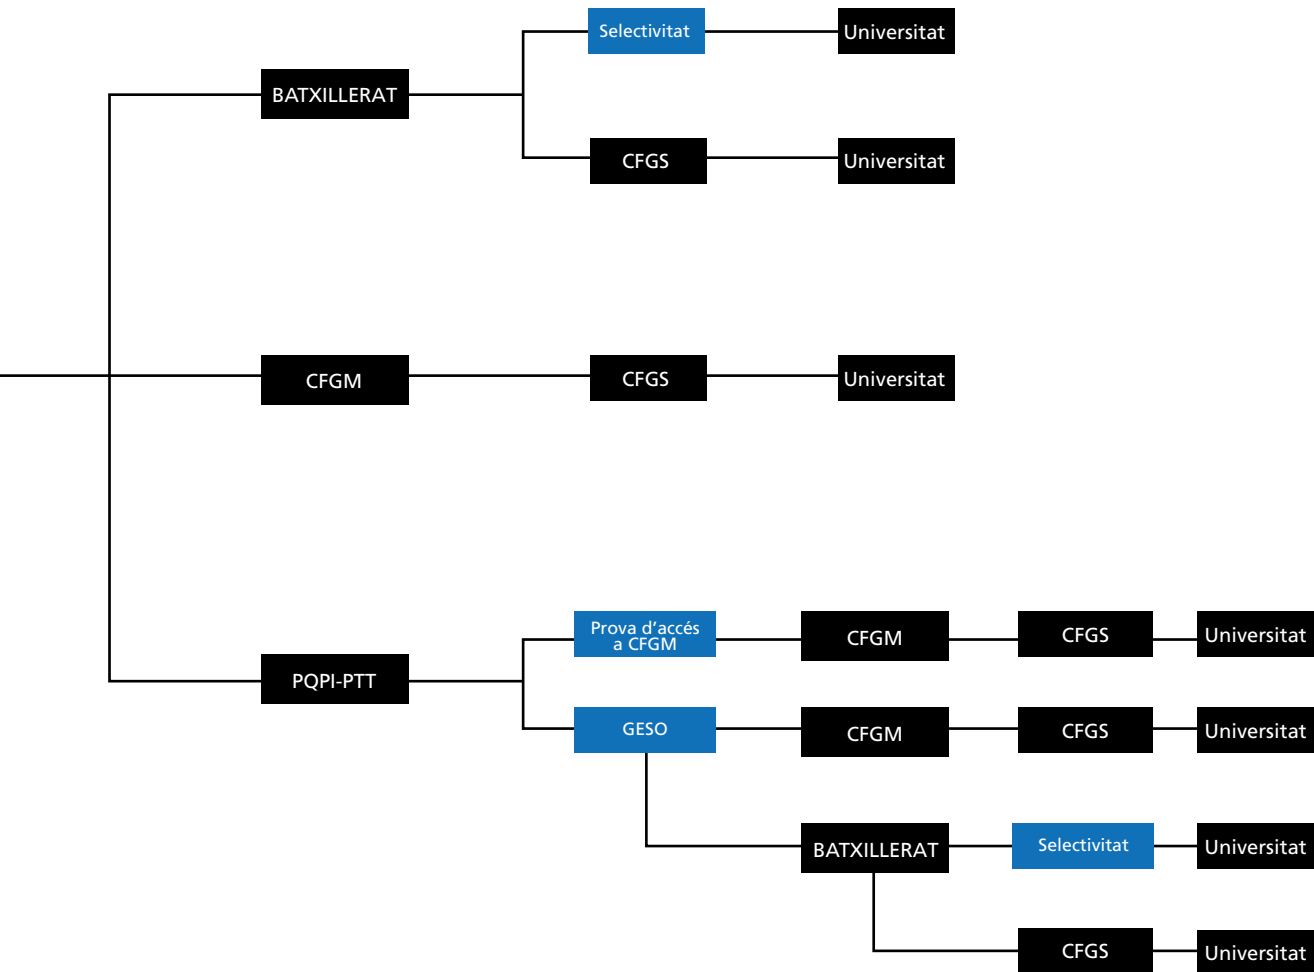 Selectivitat
Universitat
BATXILLERAT
CFGS
Universitat
CFGM
CFGS
Universitat
Prova d’accés
a CFGM
CFGM
CFGS
Universitat
PQPI-PTT
GESO
CFGM
CFGS
Universitat
BATXILLERAT
Selectivitat
Universitat
CFGS
Universitat